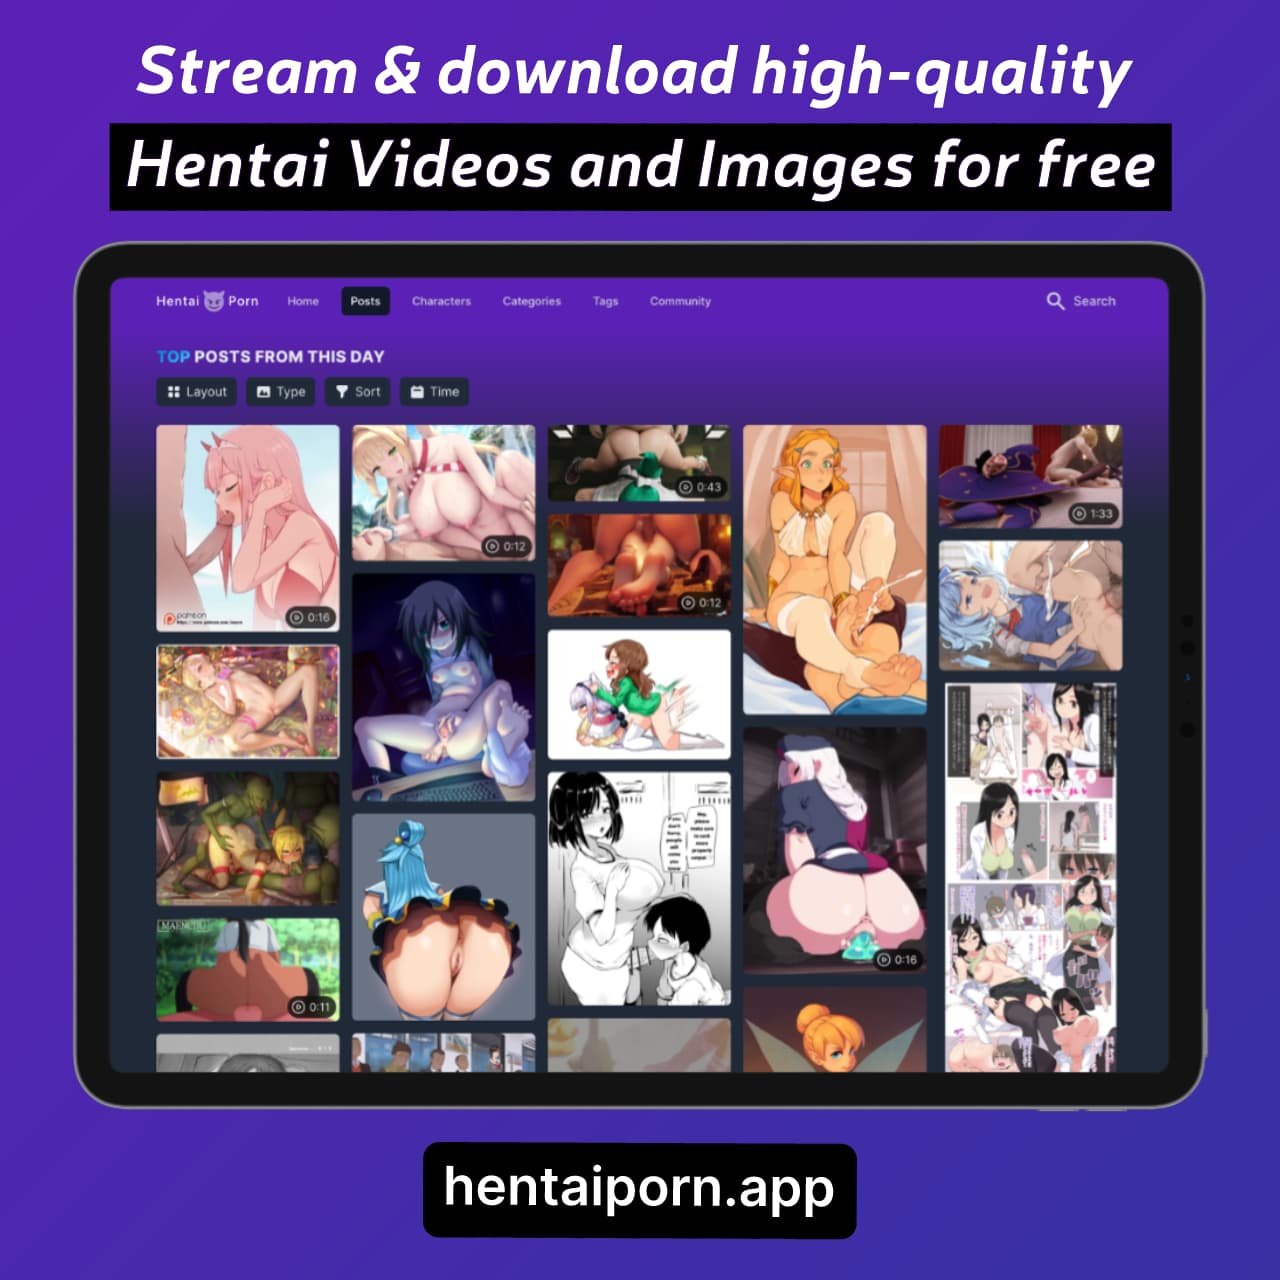 Stream & download high-quality
Hentai Videos and Images for free
Hentai Porn Home Posts Characters Categories Tags Community Search
TOP POSTS FROM THIS DAY
Layout Type Sort Time
patreon
0:16
0:12
0:43
0:12
1:33
MAENCHU
0:11
0:16
hentaiporn.app